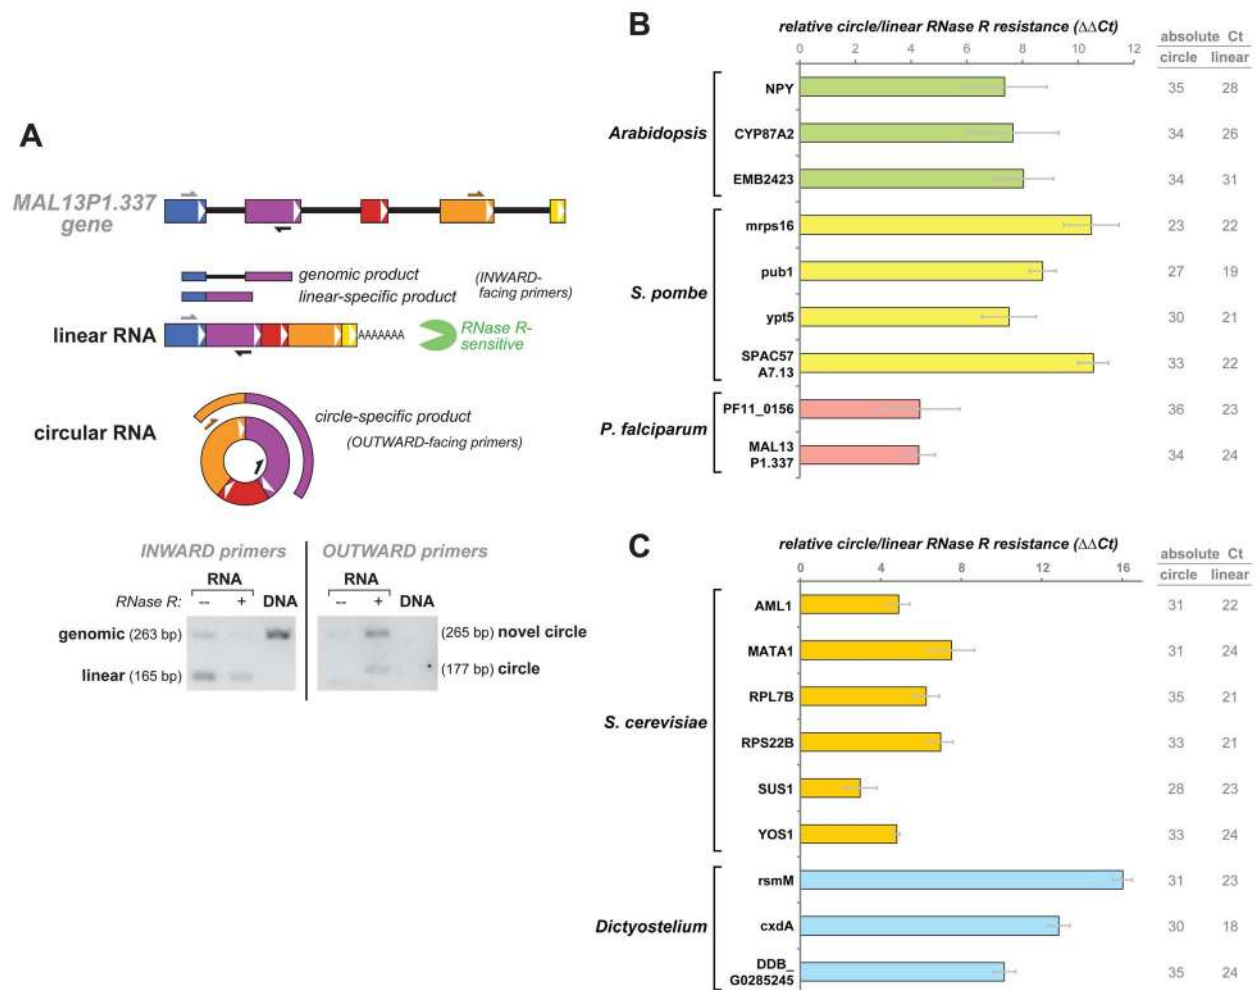 A
MAL13P1.337
gene
genomic product
linear-specific product
(INWARD-
facing primers)
linear RNA
AAAAAAA
RNase R-
sensitive
circular RNA
circle-specific product
(OUTWARD-facing primers)
INWARD primers
OUTWARD primers
RNA
RNA
RNase R: -- + DNA
-- + DNA
genomic (263 bp)
(265 bp) novel circle
linear (165 bp)
(177 bp) circle
B
relative circle/linear RNase R resistance (ΔΔCt)
absolute Ct
circle linear
0 2 4 6 8 10 12
Arabidopsis
NPY 35 28
CYP87A2 34 26
EMB2423 34 31
S. pombe
mrps16 23 22
pub1 27 19
ypt5 30 21
SPAC57
A7.13 33 22
P. falciparum
PF11_0156 36 23
MAL13
P1.337 34 24
C
relative circle/linear RNase R resistance (ΔΔCt)
absolute Ct
circle linear
0 4 8 12 16
S. cerevisiae
AML1 31 22
MATA1 31 24
RPL7B 35 21
RPS22B 33 21
SUS1 28 23
YOS1 33 24
Dictyostelium
rsmM 31 23
cxdA 30 18
DDB_
G0285245 35 24